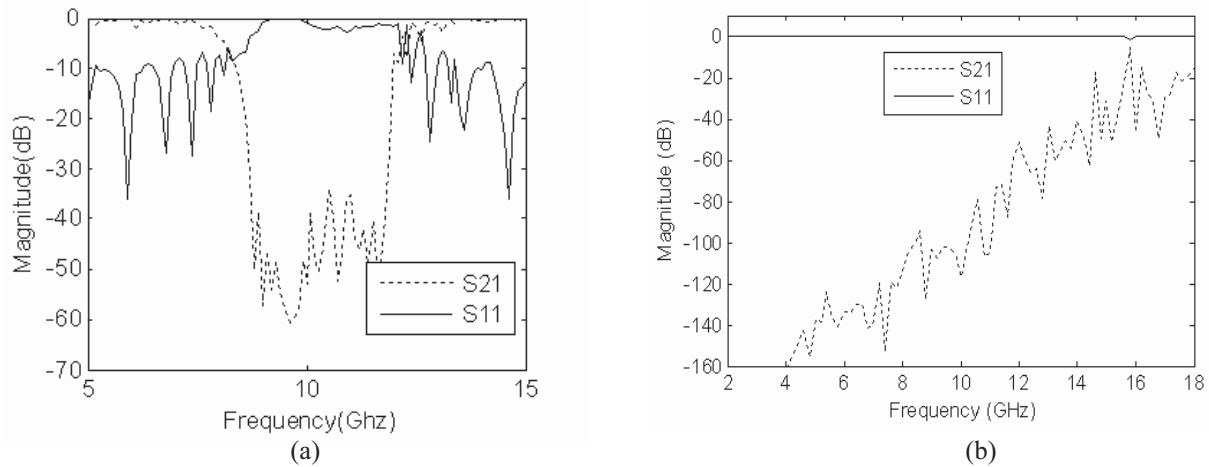 0
-10
-20
-30
-40
-50
-60
-70
Magnitude(dB)
S21
S11
5
10
15
Frequency(Ghz)
(a)
0
-20
-40
-60
-80
-100
-120
-140
-160
Magnitude (dB)
S21
S11
2
4
6
8
10
12
14
16
18
Frequency (GHz)
(b)